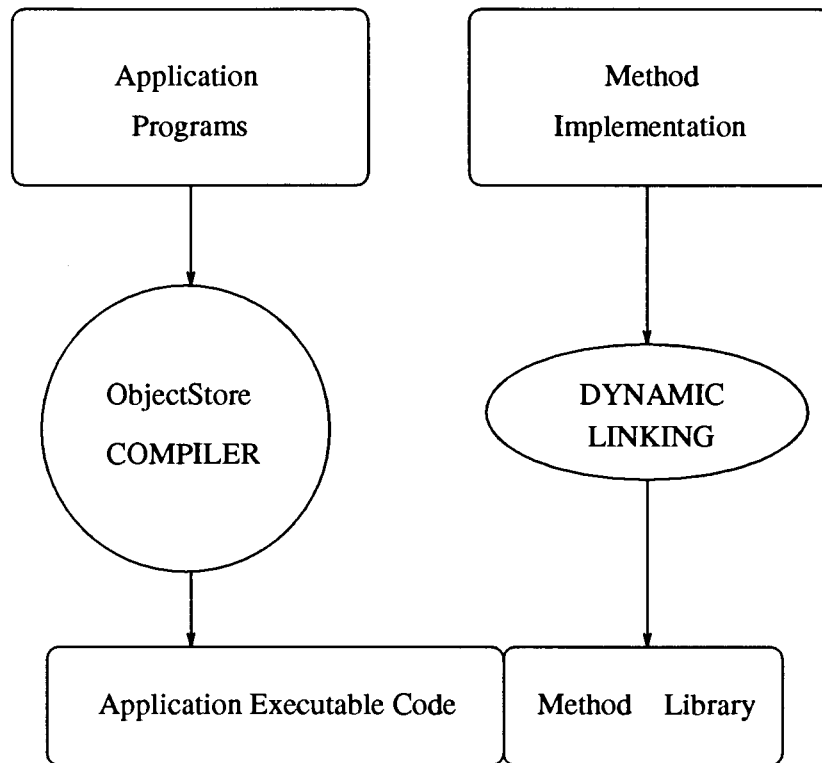 Application
Programs
Method
Implementation
ObjectStore
COMPILER
DYNAMIC
LINKING
Application Executable Code
Method Library